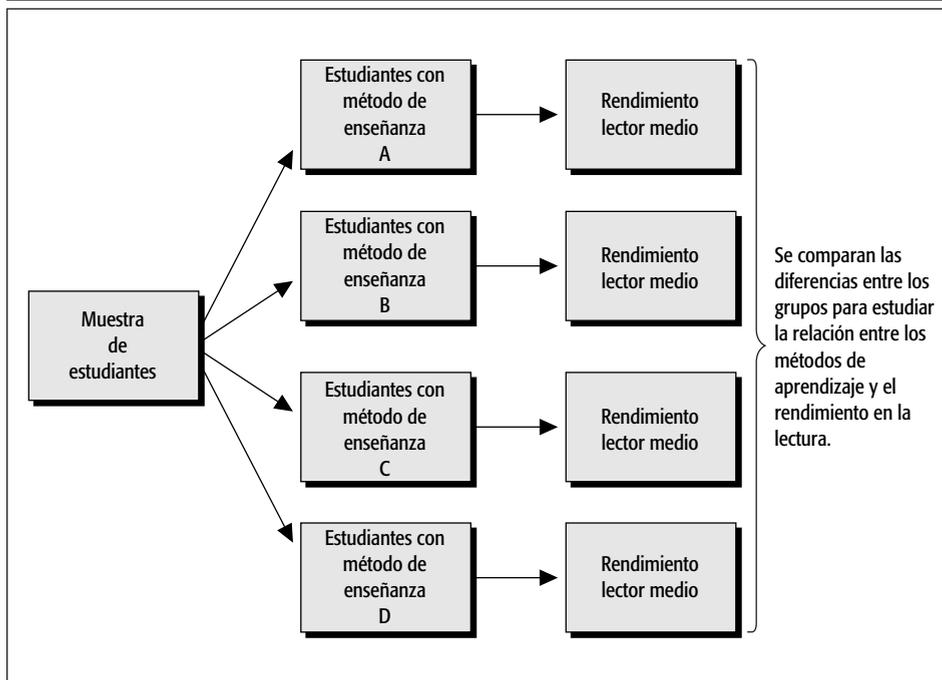 Muestra
de
estudiantes
Estudiantes con
método de
enseñanza
A
Rendimiento
lector medio
Estudiantes con
método de
enseñanza
B
Rendimiento
lector medio
Estudiantes con
método de
enseñanza
C
Rendimiento
lector medio
Estudiantes con
método de
enseñanza
D
Rendimiento
lector medio
Se comparan las
diferencias entre los
grupos para estudiar
la relación entre los
métodos de
aprendizaje y el
rendimiento en la
lectura.